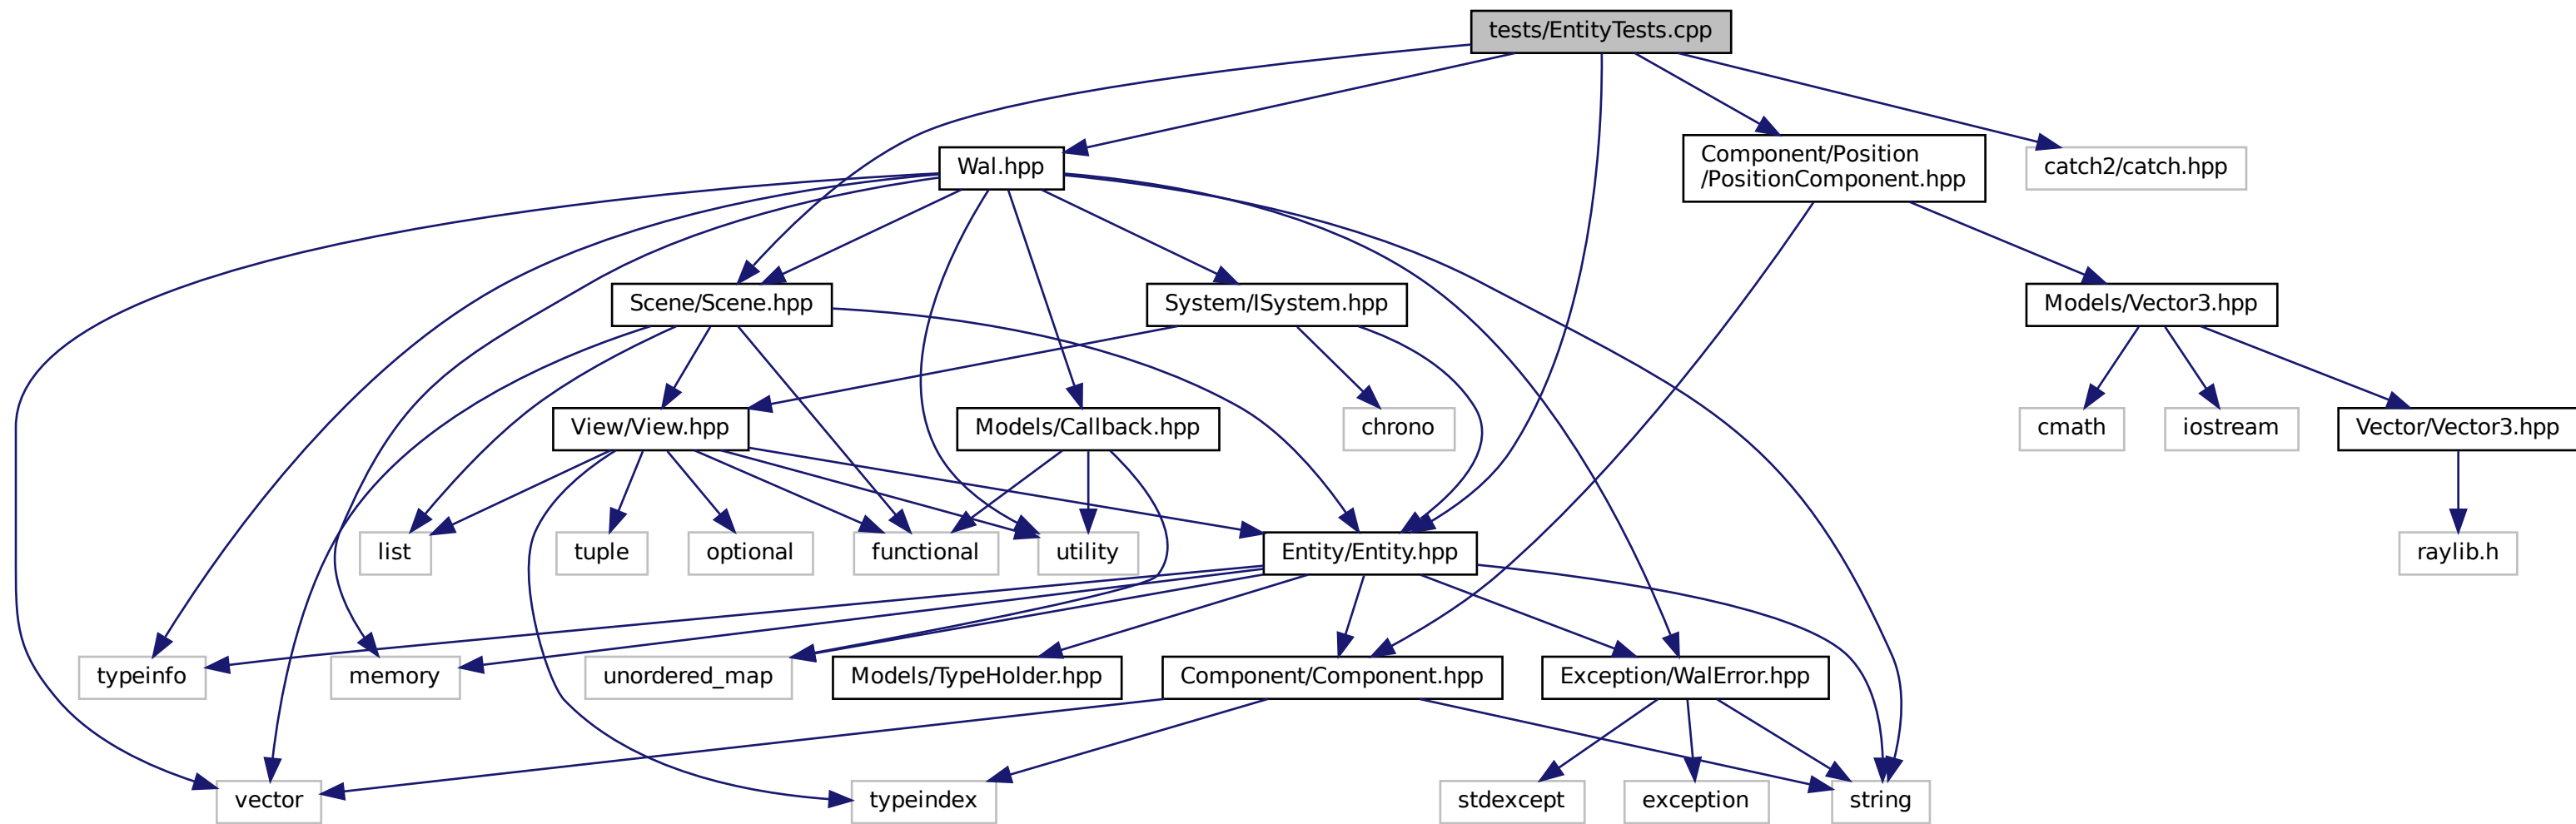 tests/EntityTests.cpp
Wal.hpp
Component/Position
/PositionComponent.hpp
catch2/catch.hpp
Scene/Scene.hpp
System/ISystem.hpp
Models/Vector3.hpp
View/View.hpp
Models/Callback.hpp
chrono
cmath
iostream
Vector/Vector3.hpp
list
tuple
optional
functional
utility
Entity/Entity.hpp
raylib.h
typeinfo
memory
unordered_map
Models/TypeHolder.hpp
Component/Component.hpp
Exception/WalError.hpp
vector
typeindex
stdexcept
exception
string